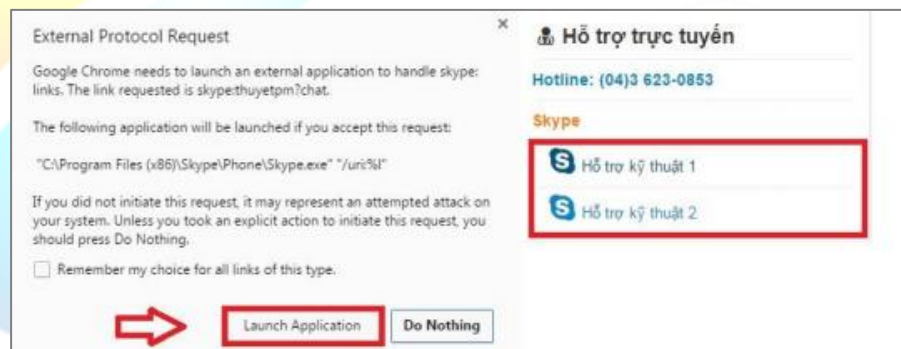 External Protocol Request
×
Google Chrome needs to launch an external application to handle skype:
links. The link requested is skype:thuyetpm?chat.
The following application will be launched if you accept this request:
"C:\Program Files (x86)\Skype\Phone\Skype.exe" "/uri:%l"
If you did not initiate this request, it may represent an attempted attack on
your system. Unless you took an explicit action to initiate this request, you
should press Do Nothing.
Remember my choice for all links of this type.
Launch Application
Do Nothing
Hỗ trợ trực tuyến
Hotline: (04)3 623-0853
Skype
Hỗ trợ kỹ thuật 1
Hỗ trợ kỹ thuật 2